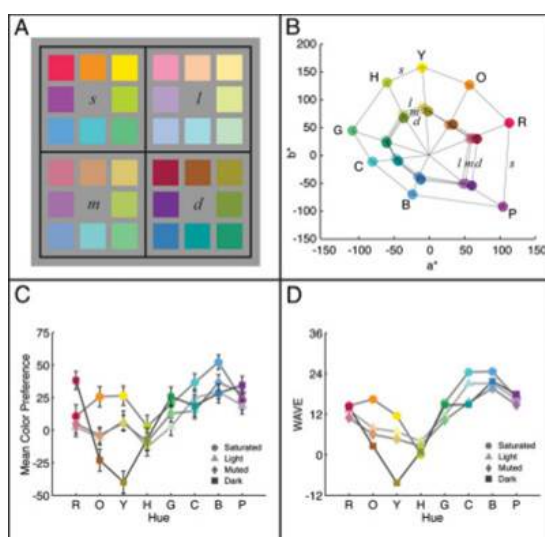 A
s
l
m
d
B
b*
200
150
100
50
0
-50
-100
-150
-150
-100
-50
0
50
100
150
a*
Y
O
R
P
B
C
G
H
s
l
m
d
l m d
s
C
Mean Color Preference
75
50
25
0
-25
-50
R O Y H G C B P
Hue
Saturated
Light
Muted
Dark
D
WAVE
36
24
12
0
-12
R O Y H G C B P
Hue
Saturated
Light
Muted
Dark